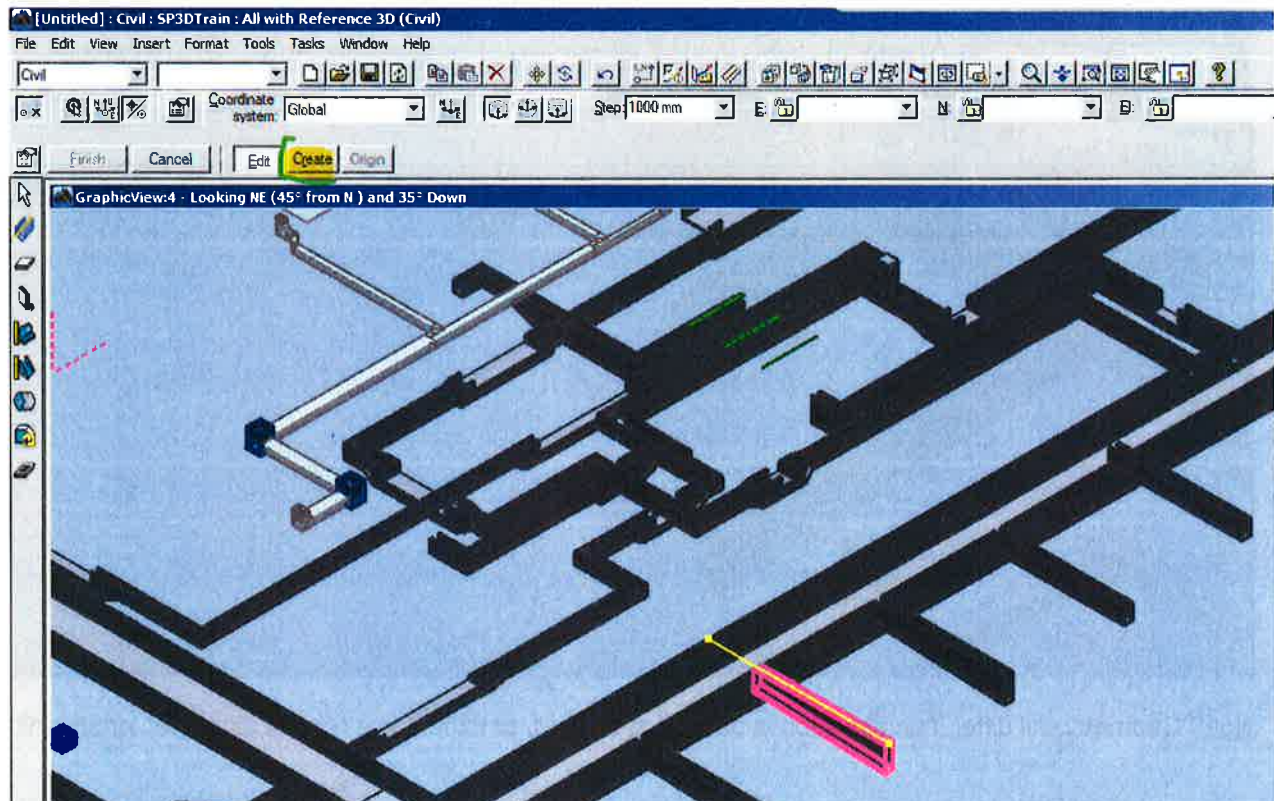 [Untitled] : Civil : SP3DTrain : All with Reference 3D (Civil)
File Edit View Insert Format Tools Tasks Window Help
Civil
Coordinate system: Global Step: 1000 mm E: N:
Finish Cancel Edit Create Origin
GraphicView:4 - Looking NE (45° from N ) and 35° Down